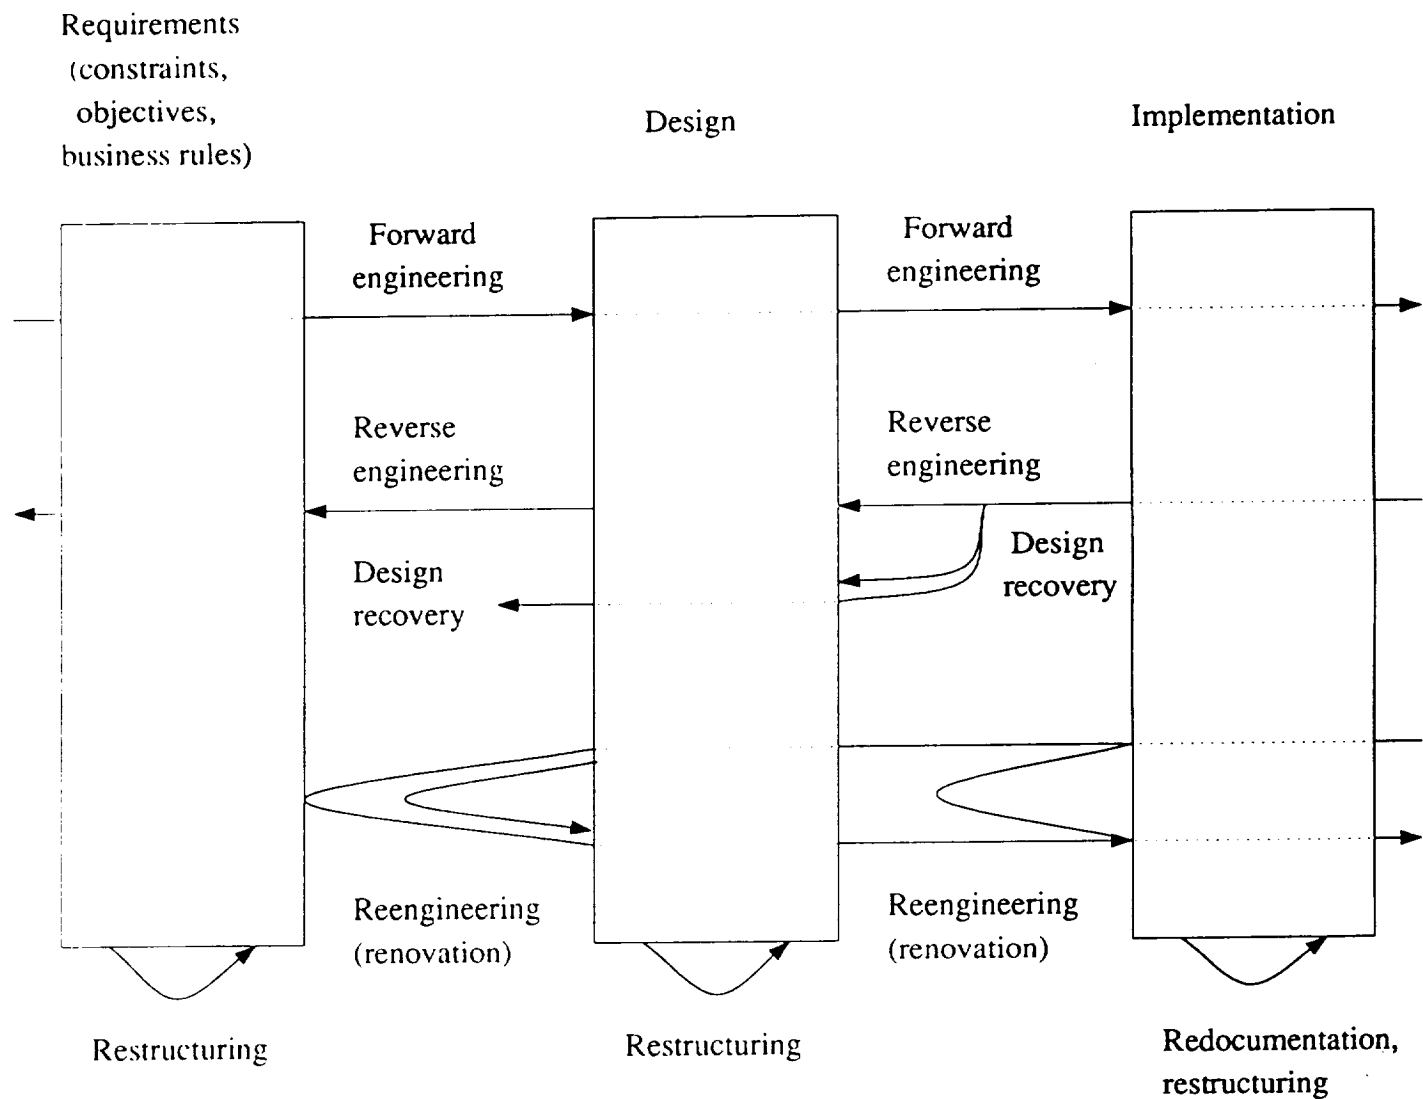 Requirements
(constraints,
objectives,
business rules)
Design
Implementation
Forward
engineering
Forward
engineering
Reverse
engineering
Reverse
engineering
Design
recovery
Design
recovery
Reengineering
(renovation)
Reengineering
(renovation)
Restructuring
Restructuring
Redocumentation,
restructuring